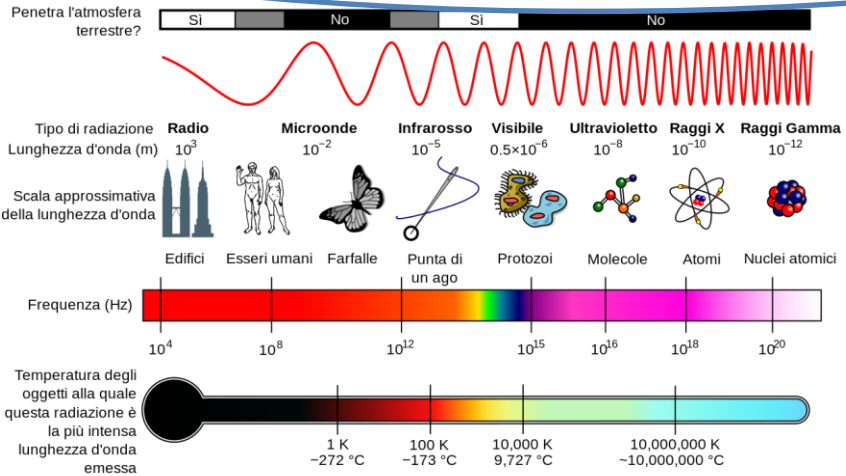 Penetra l'atmosfera
terrestre?
Sì No Sì No
Tipo di radiazione Radio Microonde Infrarosso Visibile Ultravioletto Raggi X Raggi Gamma
Lunghezza d'onda (m) 10³ 10⁻² 10⁻⁵ 0.5×10⁻⁶ 10⁻⁸ 10⁻¹⁰ 10⁻¹²
Scala approssimativa
della lunghezza d'onda
Edifici Esseri umani Farfalle Punta di Protozoi Molecole Atomi Nuclei atomici
un ago
Frequenza (Hz)
10⁴ 10⁸ 10¹² 10¹⁵ 10¹⁶ 10¹⁸ 10²⁰
Temperatura degli
oggetti alla quale
questa radiazione è
la più intensa
lunghezza d'onda
emessa
1 K 100 K 10,000 K 10,000,000 K
−272 °C −173 °C 9,727 °C ~10,000,000 °C